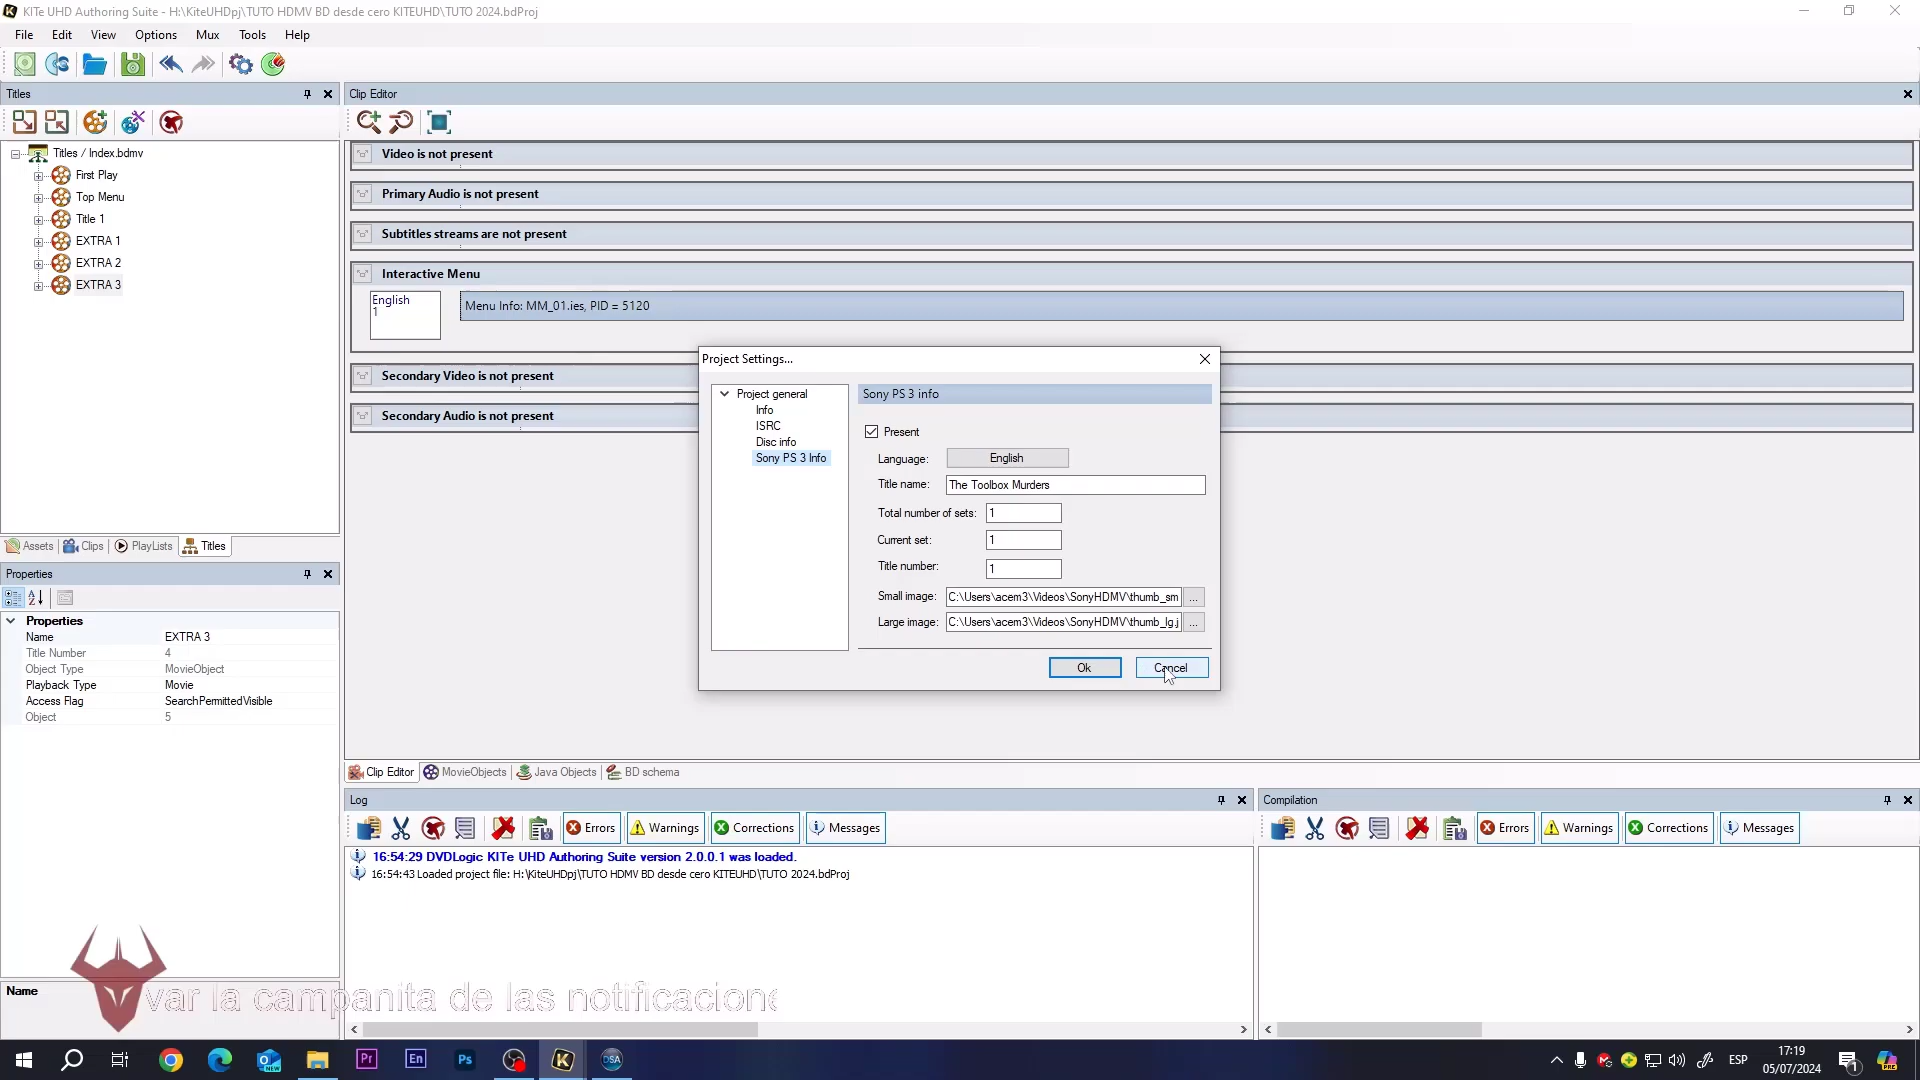 KITe UHD Authoring Suite - H:\KiteUHDpj\TUTO HDMV BD desde cero KITEUHD\TUTO 2024.bdProj
File Edit View Options Mux Tools Help
Titles
Clip Editor
Titles / Index.bdmv
First Play
Top Menu
Title 1
EXTRA 1
EXTRA 2
EXTRA 3
Video is not present
Primary Audio is not present
Subtitles streams are not present
Interactive Menu
English
1
Menu Info: MM_01.ies, PID = 5120
Secondary Video is not present
Secondary Audio is not present
Project Settings...
Project general
Info
ISRC
Disc info
Sony PS 3 Info
Sony PS 3 info
Present
Language: English
Title name: The Toolbox Murders
Total number of sets: 1
Current set: 1
Title number: 1
Small image: C:\Users\acem3\Videos\SonyHDMV\thumb_sm ...
Large image: C:\Users\acem3\Videos\SonyHDMV\thumb_lg.j ...
Ok Cancel
Assets Clips PlayLists Titles
Properties
Properties
Name EXTRA 3
Title Number 4
Object Type MovieObject
Playback Type Movie
Access Flag SearchPermittedVisible
Object 5
Name
Clip Editor MovieObjects Java Objects BD schema
Log
Errors Warnings Corrections Messages
16:54:29 DVDLogic KITe UHD Authoring Suite version 2.0.0.1 was loaded.
16:54:43 Loaded project file: H:\KiteUHDpj\TUTO HDMV BD desde cero KITEUHD\TUTO 2024.bdProj
Compilation
Errors Warnings Corrections Messages
var la campanita de las notificacione
Pr En Ps K DSA
ESP
17:19
05/07/2024
1